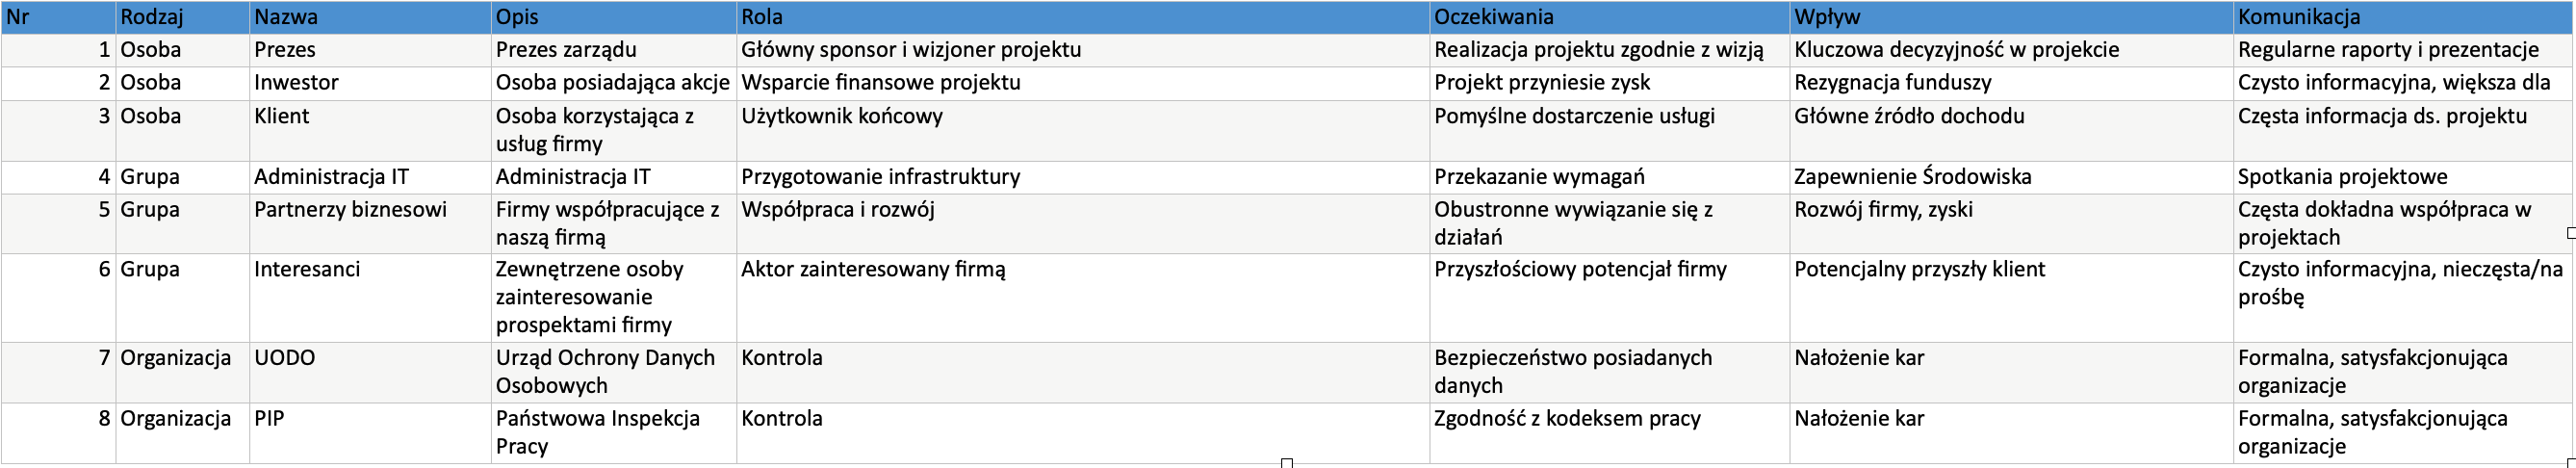 Nr Rodzaj Nazwa Opis Rola Oczekiwania Wpływ Komunikacja
1 Osoba Prezes Prezes zarządu Główny sponsor i wizjoner projektu Realizacja projektu zgodnie z wizją Kluczowa decyzyjność w projekcie Regularne raporty i prezentacje
2 Osoba Inwestor Osoba posiadająca akcje Wsparcie finansowe projektu Projekt przyniesie zysk Rezygnacja funduszy Czysto informacyjna, większa dla
3 Osoba Klient Osoba korzystająca z Użytkownik końcowy Pomyślne dostarczenie usługi Główne źródło dochodu Częsta informacja ds. projektu
usług firmy
4 Grupa Administracja IT Administracja IT Przygotowanie infrastruktury Przekazanie wymagań Zapewnienie Środowiska Spotkania projektowe
5 Grupa Partnerzy biznesowi Firmy współpracujące z Współpraca i rozwój Obustronne wywiązanie się z Rozwój firmy, zyski Częsta dokładna współpraca w
naszą firmą działań projektach
6 Grupa Interesanci Zewnętrzene osoby Aktor zainteresowany firmą Przyszłościowy potencjał firmy Potencjalny przyszły klient Czysto informacyjna, nieczęsta/na
zainteresowanie prośbę
prospektami firmy
7 Organizacja UODO Urząd Ochrony Danych Kontrola Bezpieczeństwo posiadanych Nałożenie kar Formalna, satysfakcjonująca
Osobowych danych organizacje
8 Organizacja PIP Państwowa Inspekcja Kontrola Zgodność z kodeksem pracy Nałożenie kar Formalna, satysfakcjonująca
Pracy organizacje